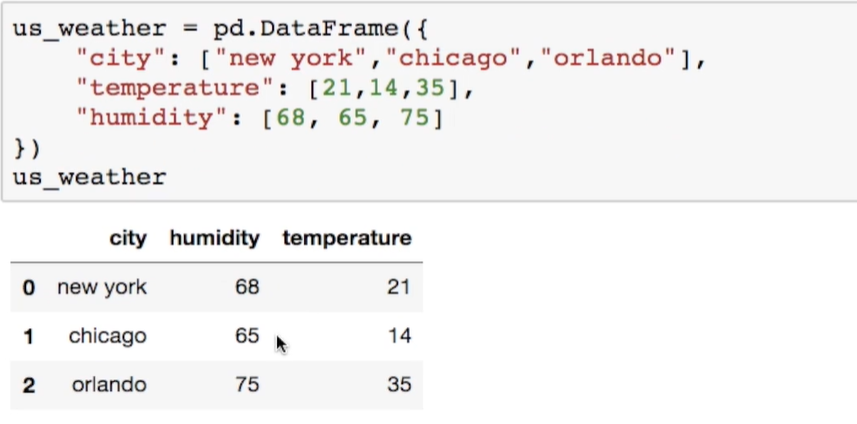 us_weather = pd.DataFrame({
    "city": ["new york","chicago","orlando"],
    "temperature": [21,14,35],
    "humidity": [68, 65, 75]
})
us_weather
city humidity temperature
0 new york 68 21
1 chicago 65 14
2 orlando 75 35